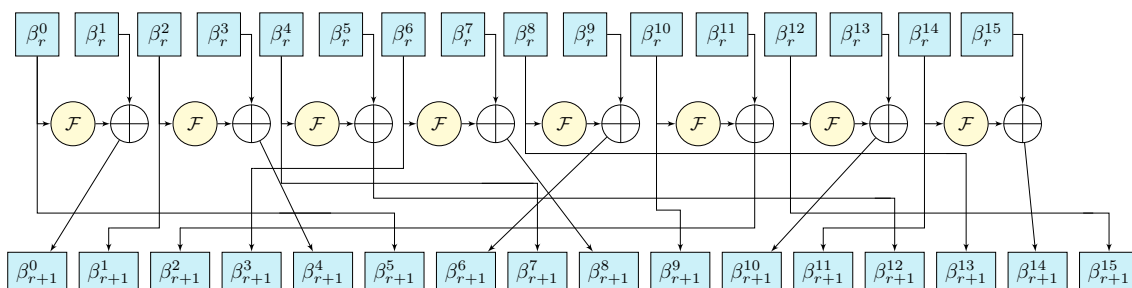 β_r^0 β_r^1 β_r^2 β_r^3 β_r^4 β_r^5 β_r^6 β_r^7 β_r^8 β_r^9 β_r^10 β_r^11 β_r^12 β_r^13 β_r^14 β_r^15
ℱ ℱ ℱ ℱ ℱ ℱ ℱ ℱ
β_{r+1}^0 β_{r+1}^1 β_{r+1}^2 β_{r+1}^3 β_{r+1}^4 β_{r+1}^5 β_{r+1}^6 β_{r+1}^7 β_{r+1}^8 β_{r+1}^9 β_{r+1}^10 β_{r+1}^11 β_{r+1}^12 β_{r+1}^13 β_{r+1}^14 β_{r+1}^15